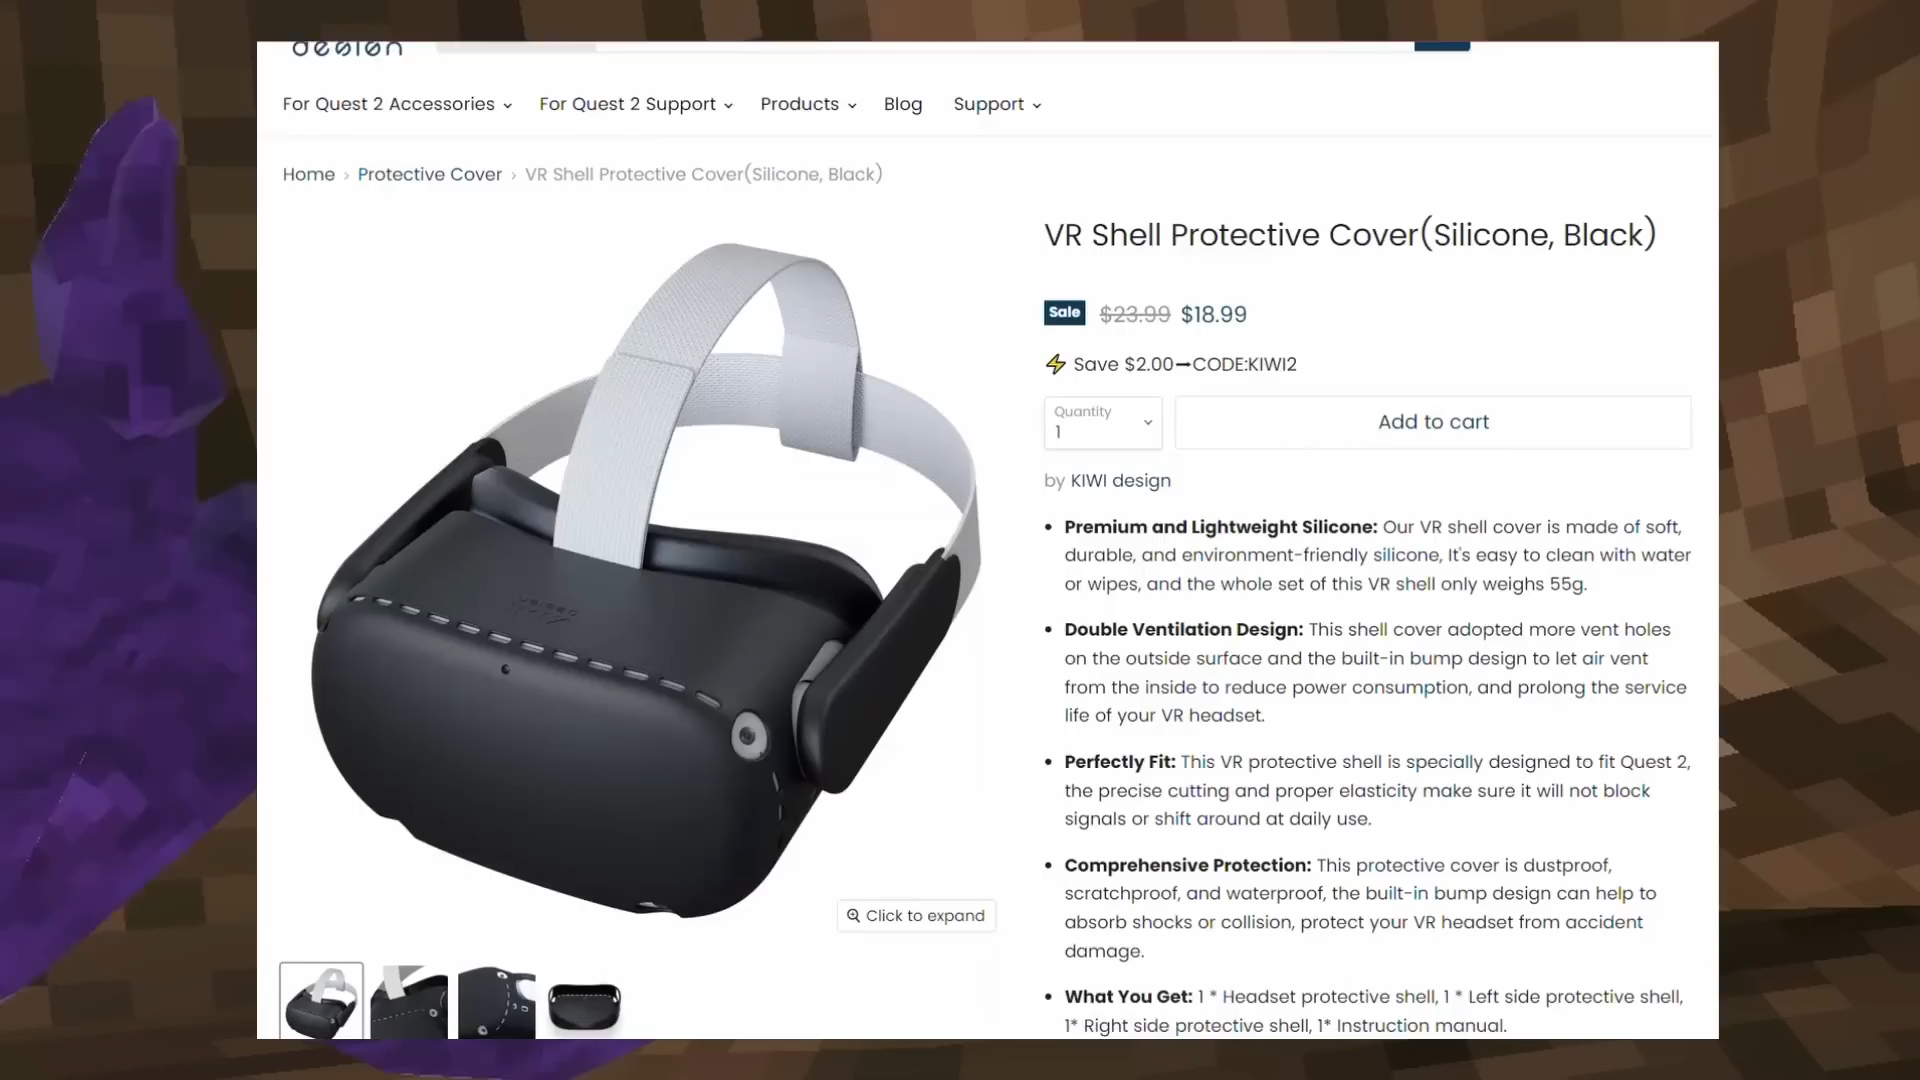 design
For Quest 2 Accessories For Quest 2 Support Products Blog Support
Home › Protective Cover › VR Shell Protective Cover(Silicone, Black)
VR Shell Protective Cover(Silicone, Black)
Sale $23.99 $18.99
⚡ Save $2.00➞CODE:KIWI2
Quantity
1
Add to cart
by KIWI design
• Premium and Lightweight Silicone: Our VR shell cover is made of soft,
durable, and environment-friendly silicone, It's easy to clean with water
or wipes, and the whole set of this VR shell only weighs 55g.
• Double Ventilation Design: This shell cover adopted more vent holes
on the outside surface and the built-in bump design to let air vent
from the inside to reduce power consumption, and prolong the service
life of your VR headset.
• Perfectly Fit: This VR protective shell is specially designed to fit Quest 2,
the precise cutting and proper elasticity make sure it will not block
signals or shift around at daily use.
• Comprehensive Protection: This protective cover is dustproof,
scratchproof, and waterproof, the built-in bump design can help to
absorb shocks or collision, protect your VR headset from accident
damage.
• What You Get: 1 * Headset protective shell, 1 * Left side protective shell,
1* Right side protective shell, 1* Instruction manual.
Click to expand